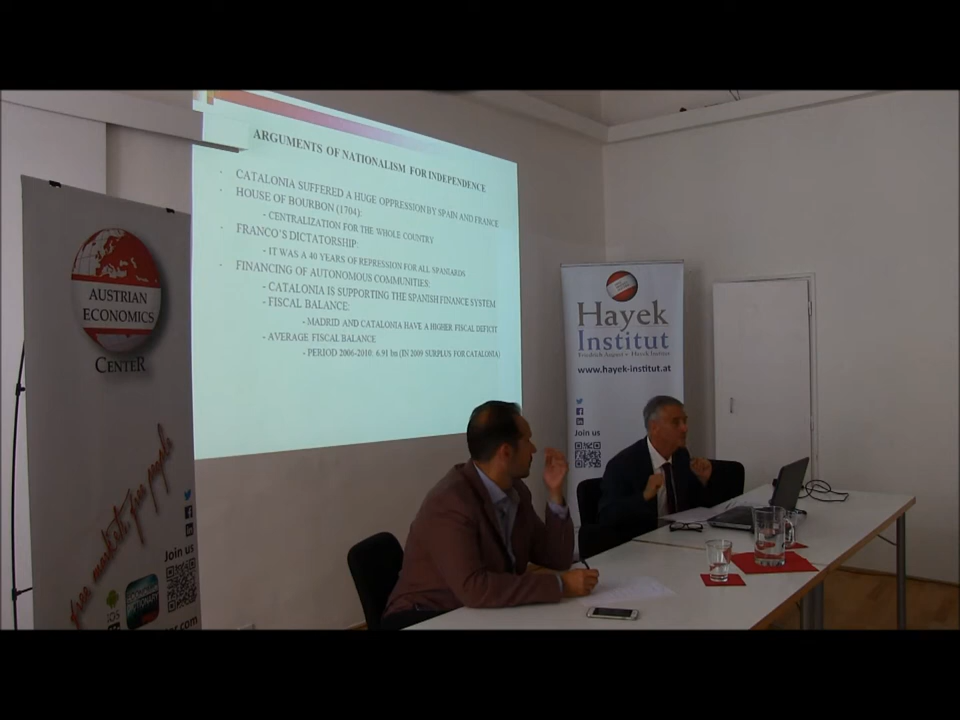 ARGUMENTS OF NATIONALISM FOR INDEPENDENCE
· CATALONIA SUFFERED A HUGE OPPRESSION BY SPAIN AND FRANCE
· HOUSE OF BOURBON (1704):
- CENTRALIZATION FOR THE WHOLE COUNTRY
· FRANCO'S DICTATORSHIP:
- IT WAS A 40 YEARS OF REPRESSION FOR ALL SPANIARDS
· FINANCING OF AUTONOMOUS COMMUNITIES:
- CATALONIA IS SUPPORTING THE SPANISH FINANCE SYSTEM
- FISCAL BALANCE:
- MADRID AND CATALONIA HAVE A HIGHER FISCAL DEFICIT
- AVERAGE FISCAL BALANCE
- PERIOD 2006-2010: 6.91 bn (IN 2009 SURPLUS FOR CATALONIA)
AUSTRIAN
ECONOMICS
CENTER
free markets, free people
Join us
iOS
.com
Hayek
Institut
Friedrich August v. Hayek Institut
www.hayek-institut.at
Join us